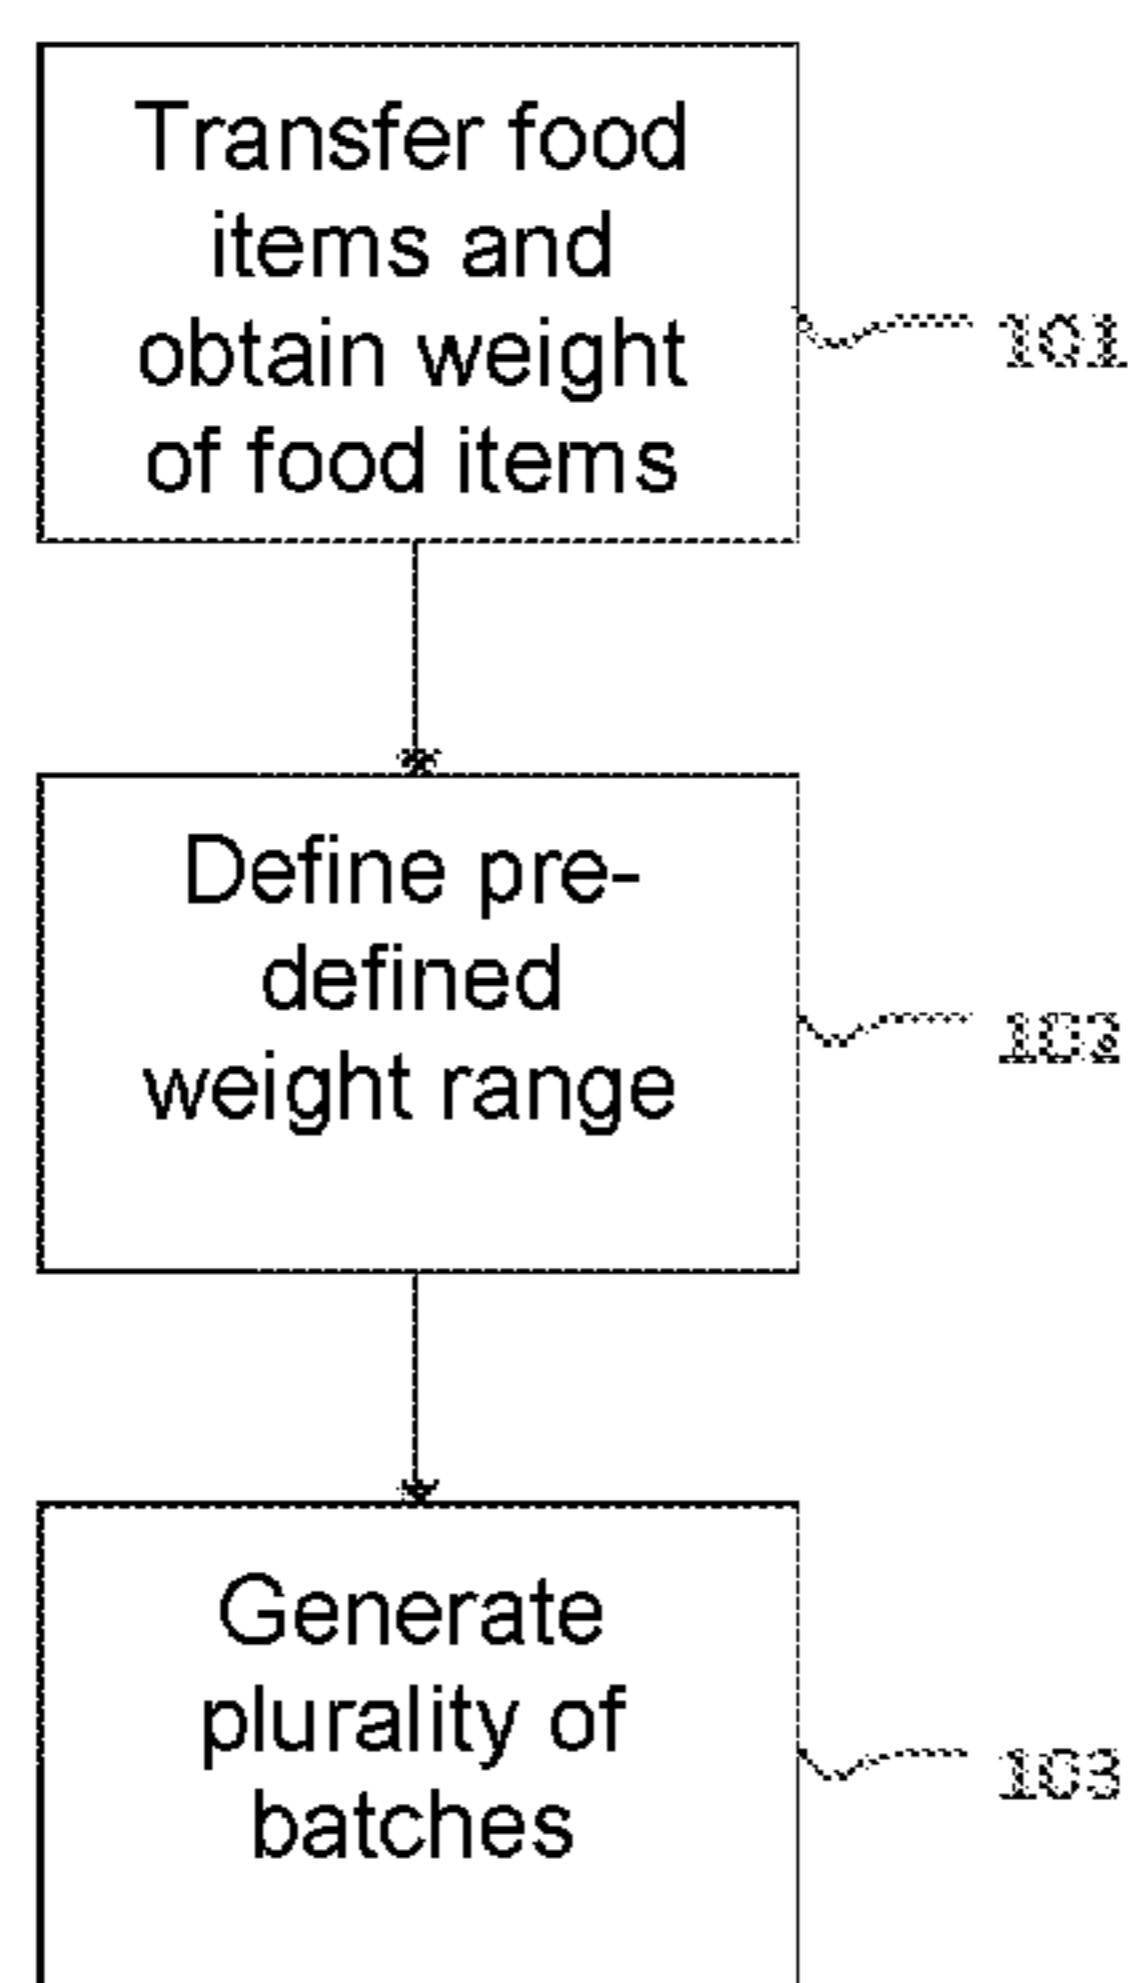 Transfer food
items and
obtain weight
of food items
101
Define pre-
defined
weight range
102
Generate
plurality of
batches
103